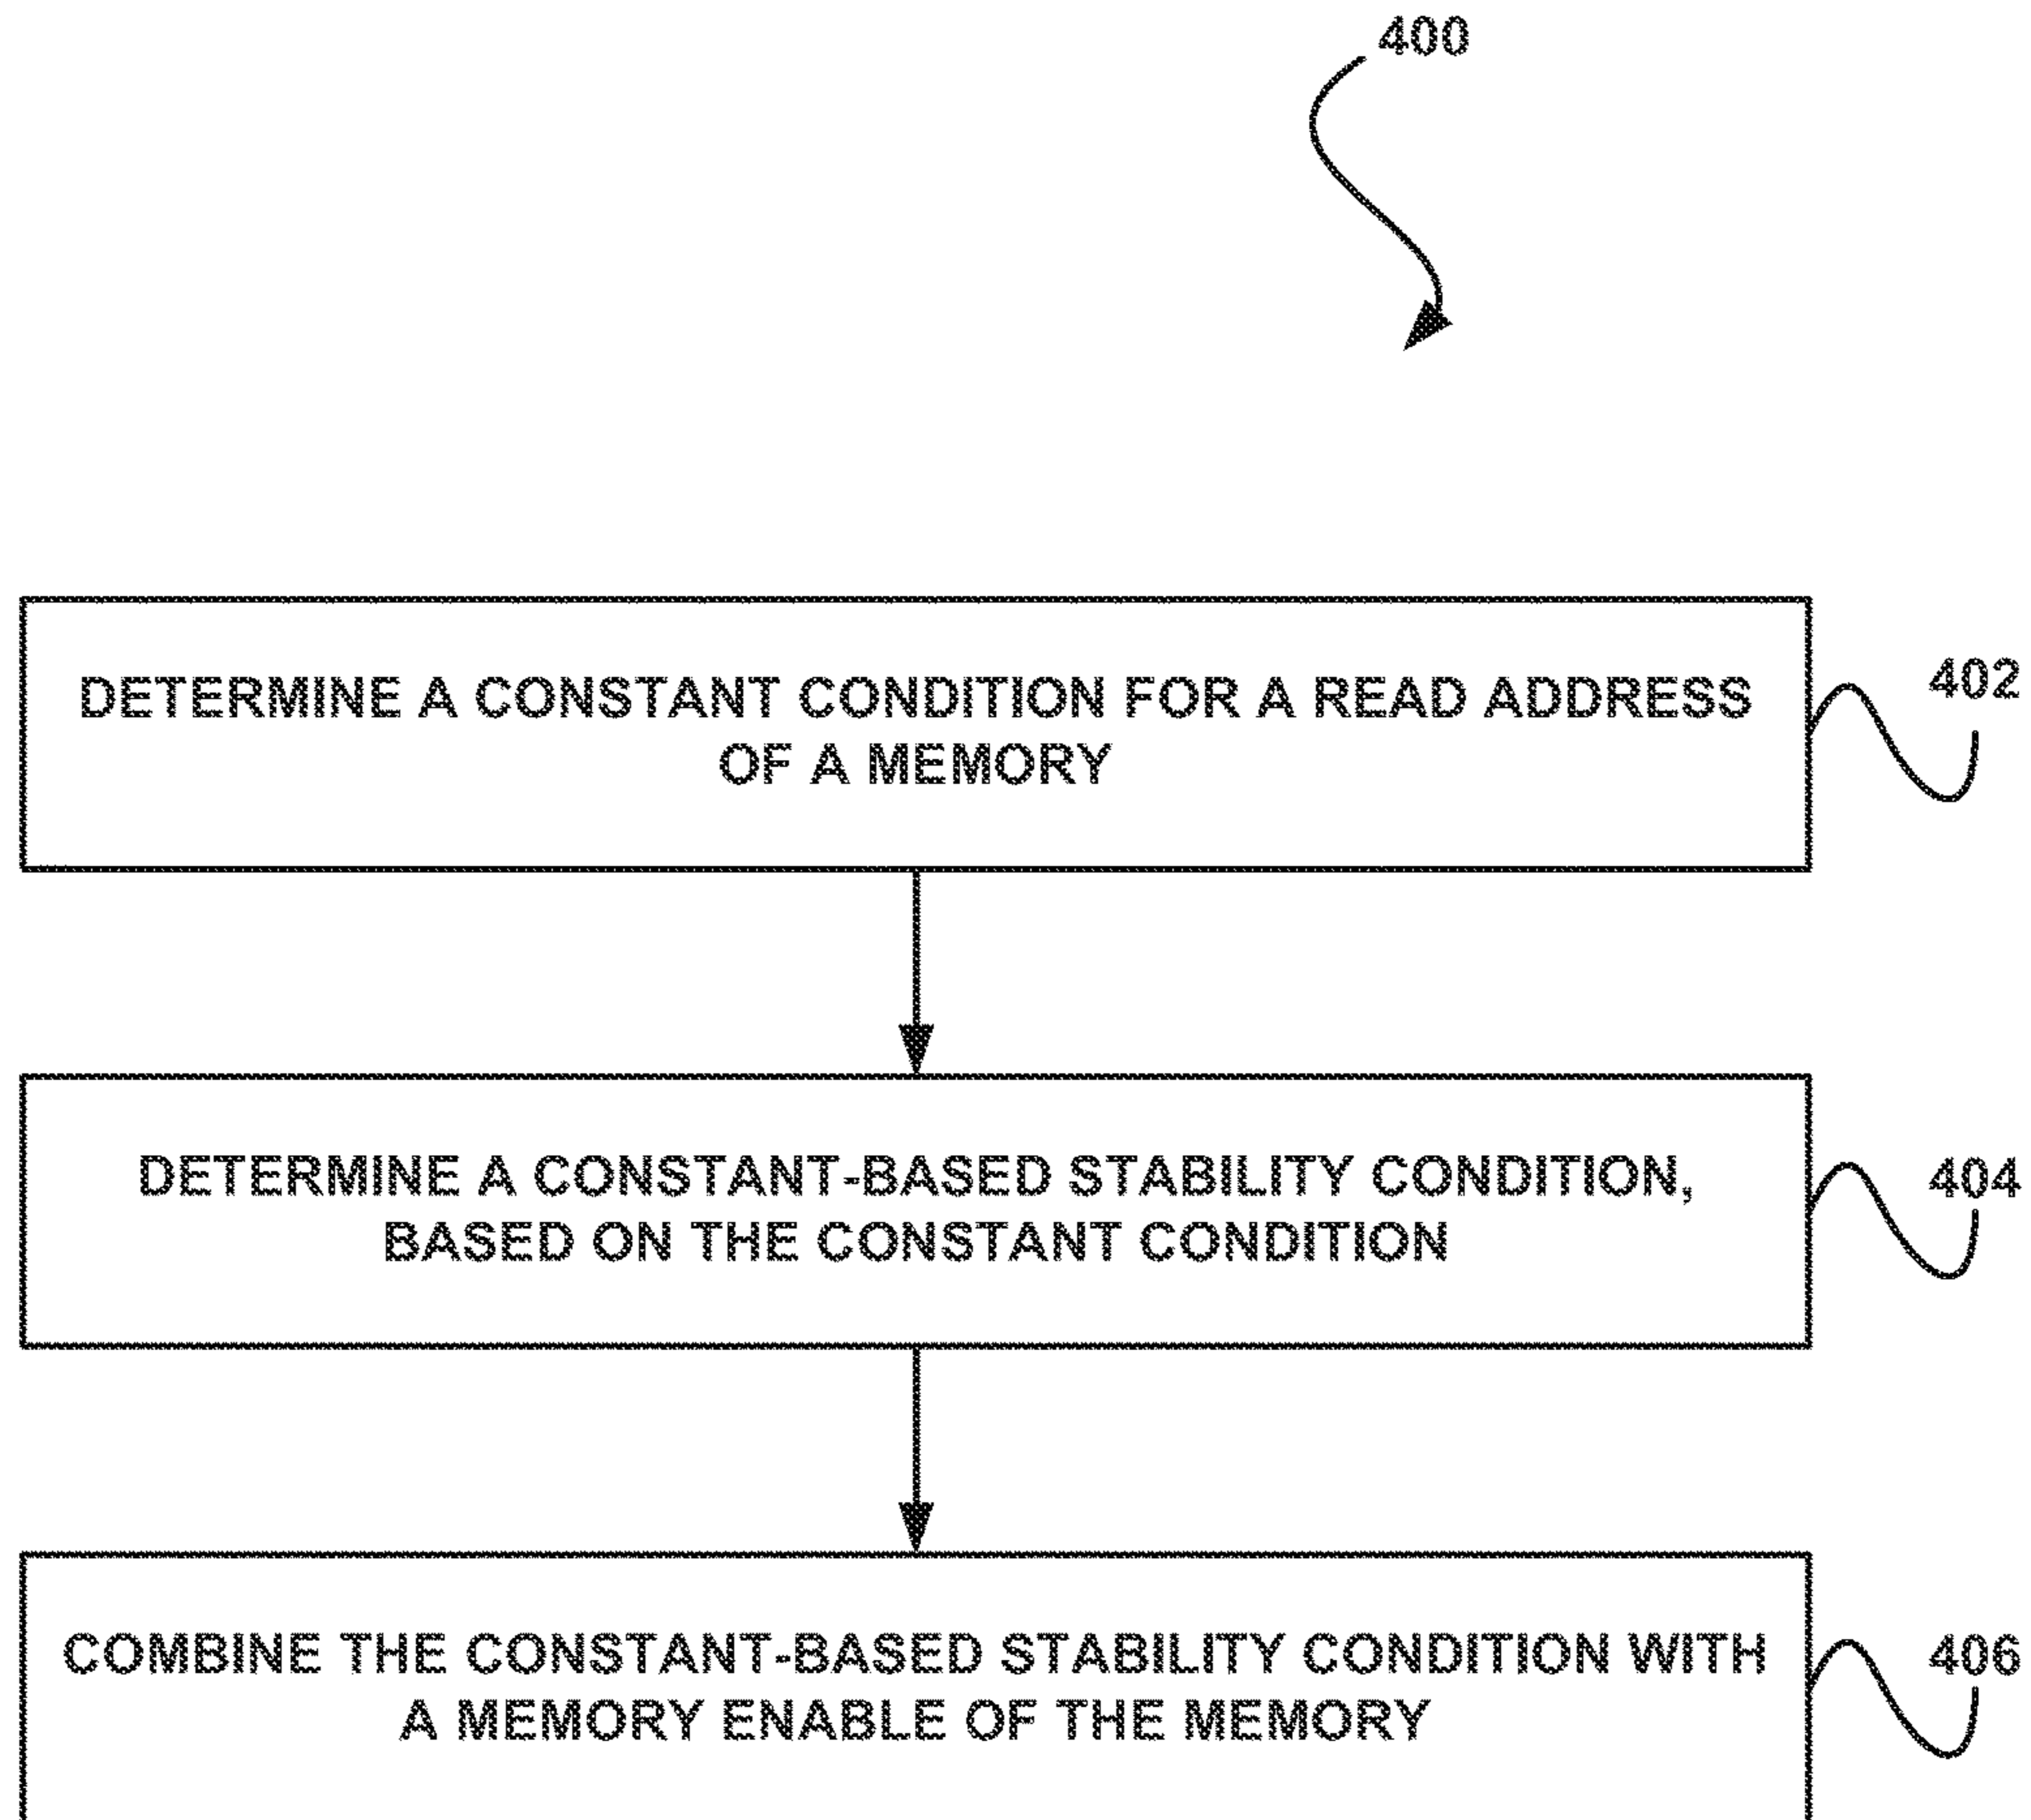 400
DETERMINE A CONSTANT CONDITION FOR A READ ADDRESS
OF A MEMORY
402
DETERMINE A CONSTANT-BASED STABILITY CONDITION,
BASED ON THE CONSTANT CONDITION
404
COMBINE THE CONSTANT-BASED STABILITY CONDITION WITH
A MEMORY ENABLE OF THE MEMORY
406